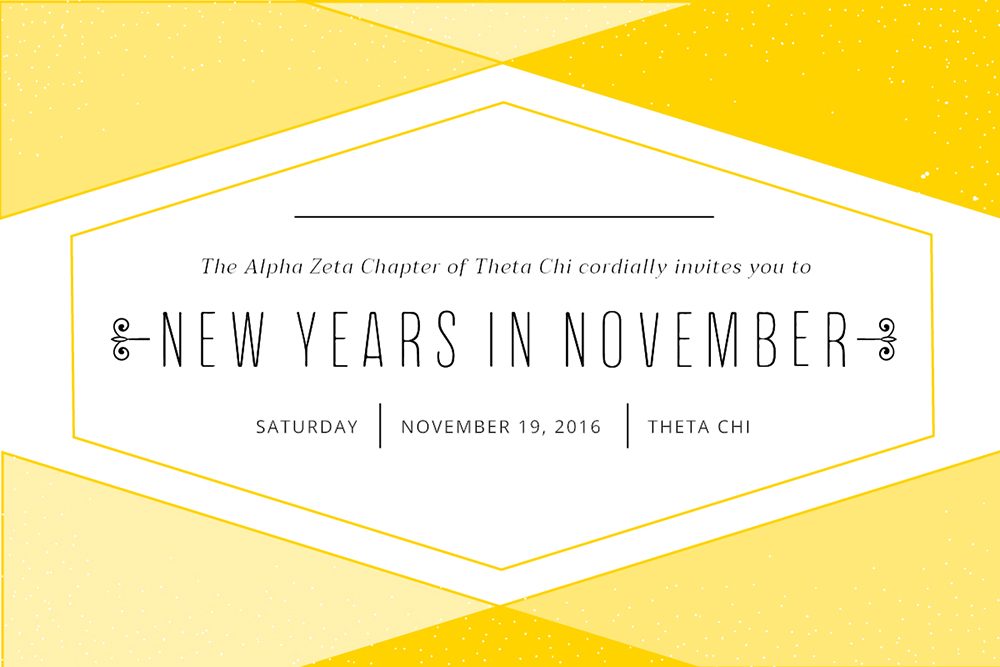 The Alpha Zeta Chapter of Theta Chi cordially invites you to
NEW YEARS IN NOVEMBER
SATURDAY | NOVEMBER 19, 2016 | THETA CHI